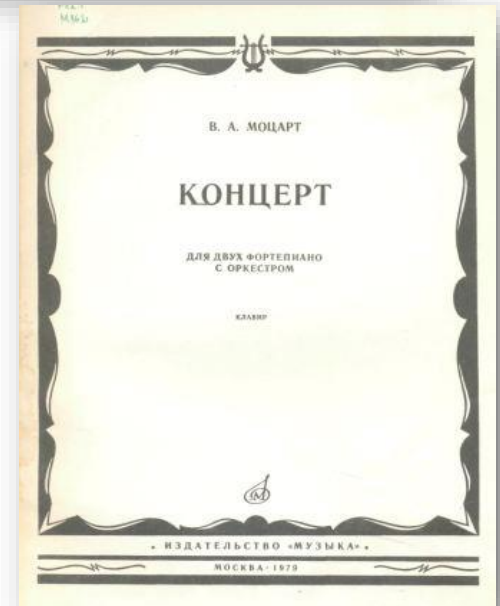 В. А. МОЦАРТ
КОНЦЕРТ
ДЛЯ ДВУХ ФОРТЕПИАНО
С ОРКЕСТРОМ
КЛАВИР
ИЗДАТЕЛЬСТВО «МУЗЫКА»
МОСКВА · 1979